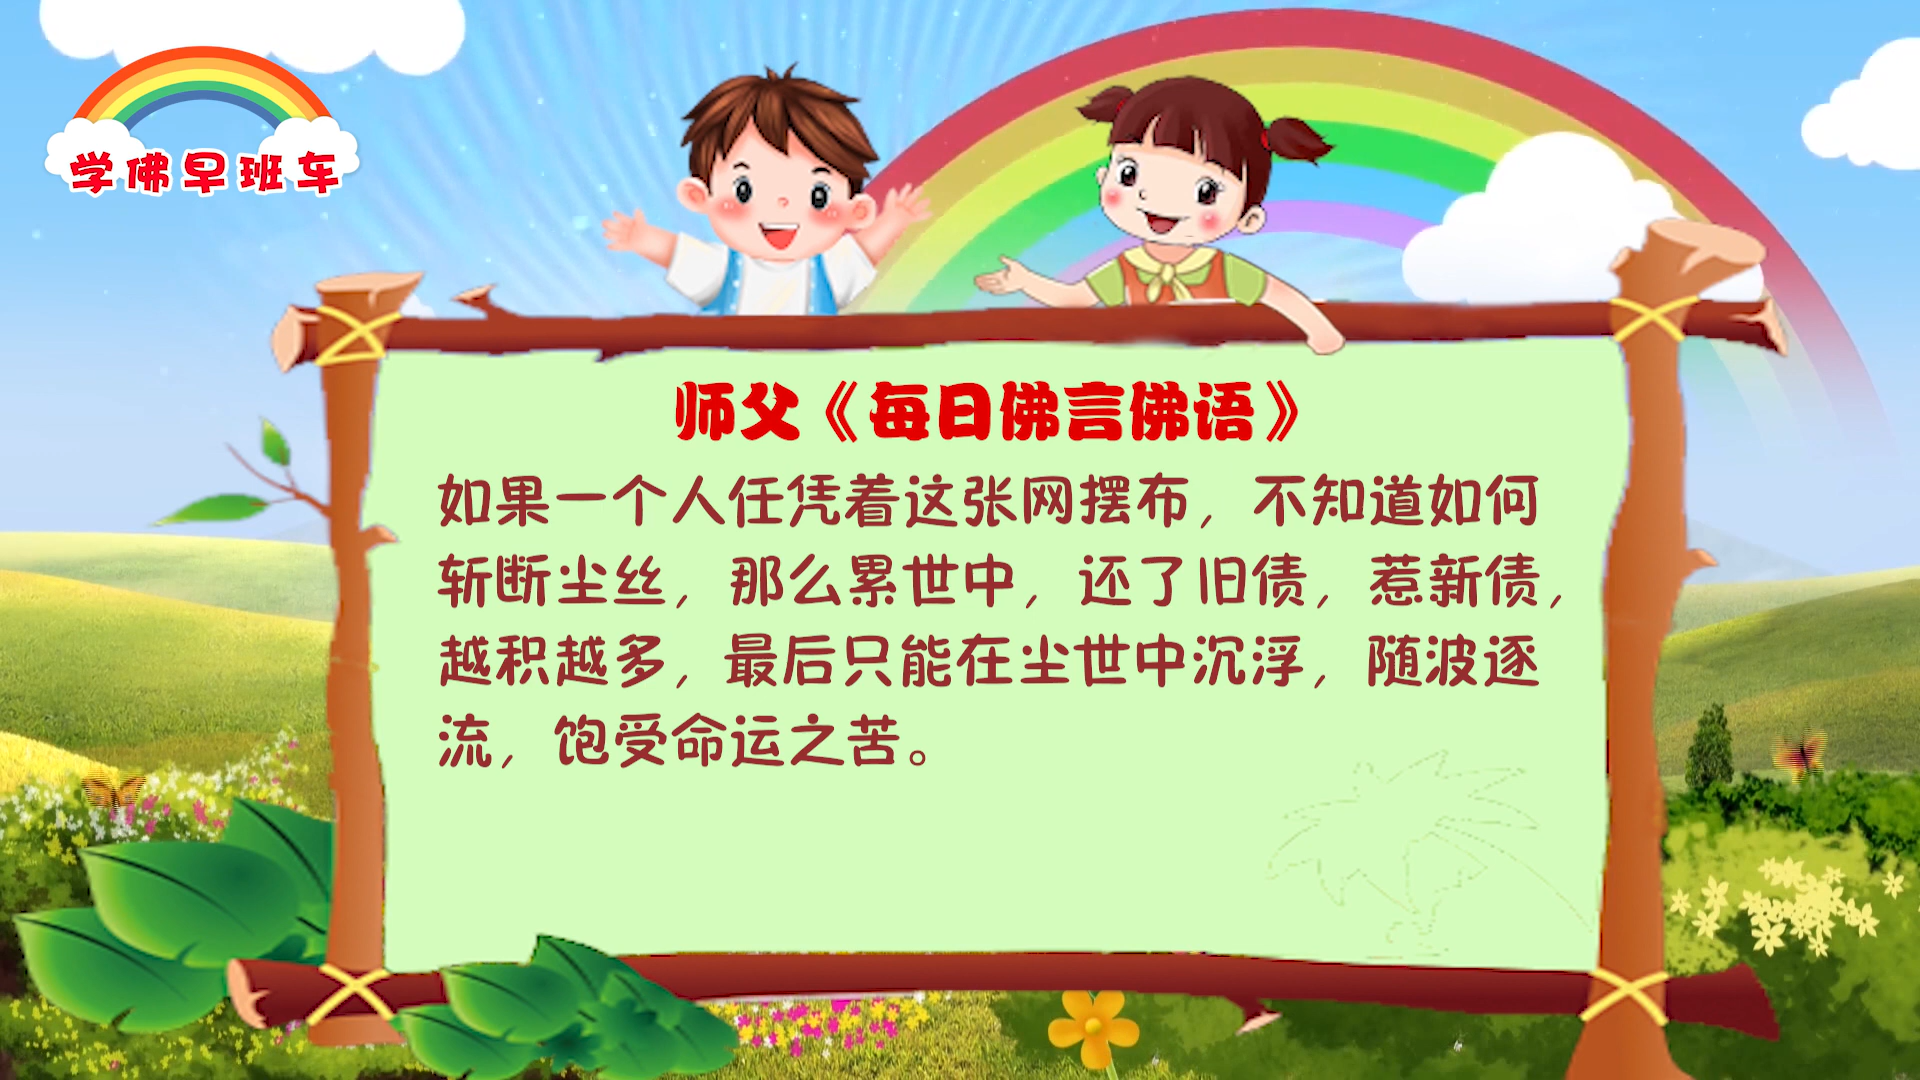 学佛早班车
师父《每日佛言佛语》
如果一个人任凭着这张网摆布，不知道如何
斩断尘丝，那么累世中，还了旧债，惹新债，
越积越多，最后只能在尘世中沉浮，随波逐
流，饱受命运之苦。